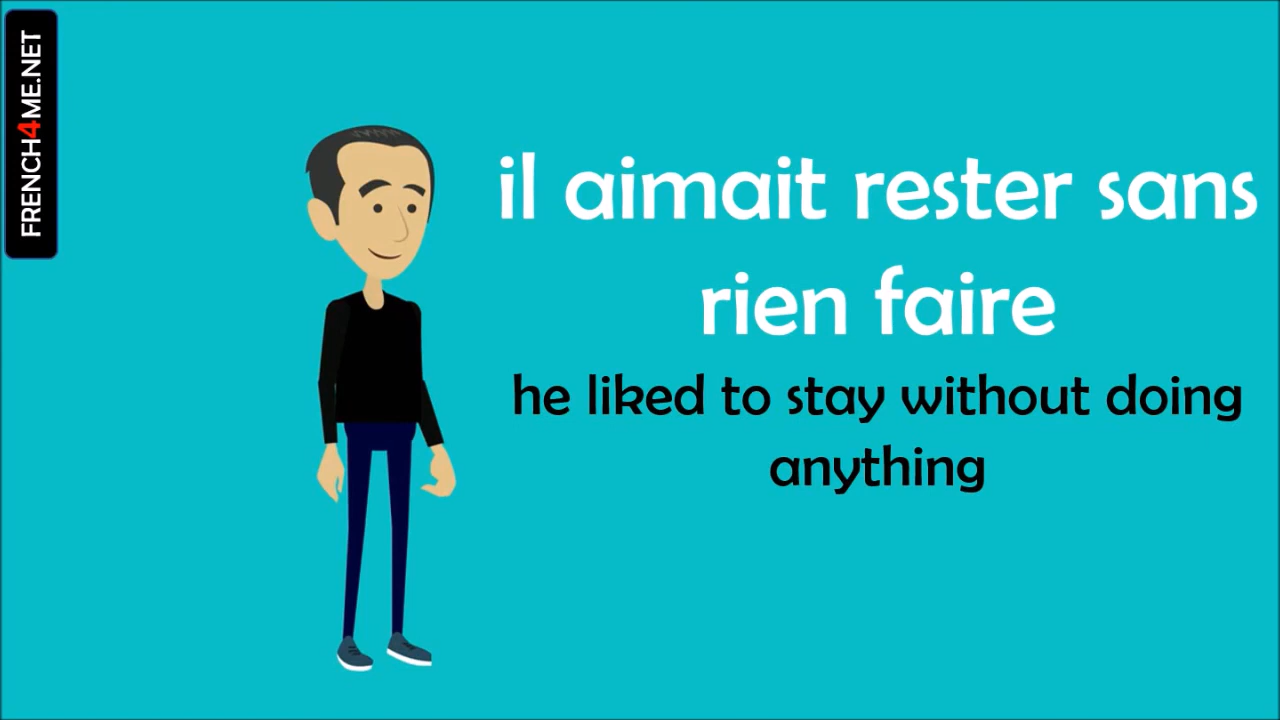 FRENCH4ME.NET
il aimait rester sans
rien faire
he liked to stay without doing
anything